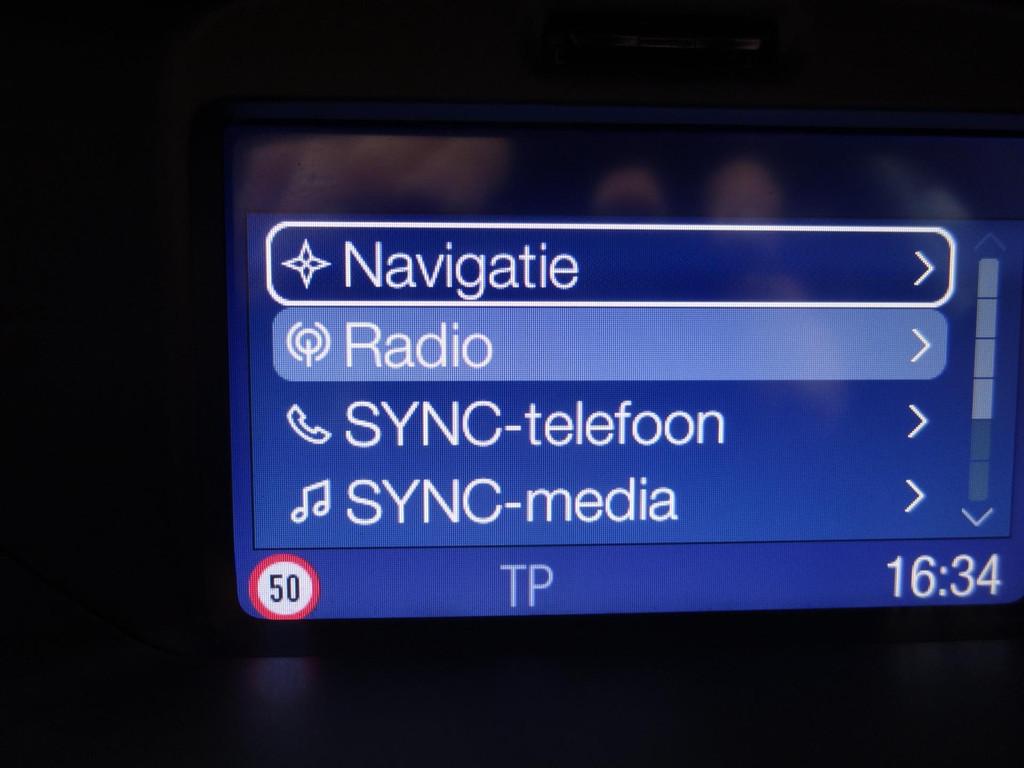 Navigatie
Radio
SYNC-telefoon
SYNC-media
50 TP 16:34